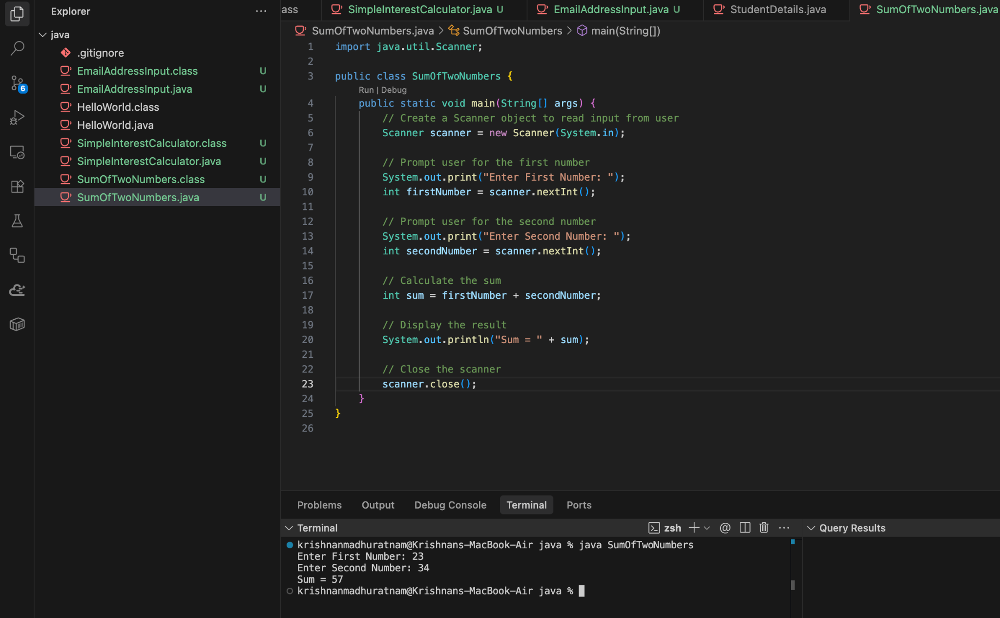 Explorer
java
.gitignore
EmailAddressInput.class U
EmailAddressInput.java U
HelloWorld.class
HelloWorld.java
SimpleInterestCalculator.class U
SimpleInterestCalculator.java U
SumOfTwoNumbers.class U
SumOfTwoNumbers.java U
6
ass SimpleInterestCalculator.java U EmailAddressInput.java U StudentDetails.java SumOfTwoNumbers.java
SumOfTwoNumbers.java > SumOfTwoNumbers > main(String[])
1 import java.util.Scanner;
2
3 public class SumOfTwoNumbers {
Run | Debug
4 public static void main(String[] args) {
5 // Create a Scanner object to read input from user
6 Scanner scanner = new Scanner(System.in);
7
8 // Prompt user for the first number
9 System.out.print("Enter First Number: ");
10 int firstNumber = scanner.nextInt();
11
12 // Prompt user for the second number
13 System.out.print("Enter Second Number: ");
14 int secondNumber = scanner.nextInt();
15
16 // Calculate the sum
17 int sum = firstNumber + secondNumber;
18
19 // Display the result
20 System.out.println("Sum = " + sum);
21
22 // Close the scanner
23 scanner.close();
24 }
25 }
26
Problems Output Debug Console Terminal Ports
Terminal zsh Query Results
krishnanmadhuratnam@Krishnans-MacBook-Air java % java SumOfTwoNumbers
Enter First Number: 23
Enter Second Number: 34
Sum = 57
krishnanmadhuratnam@Krishnans-MacBook-Air java %